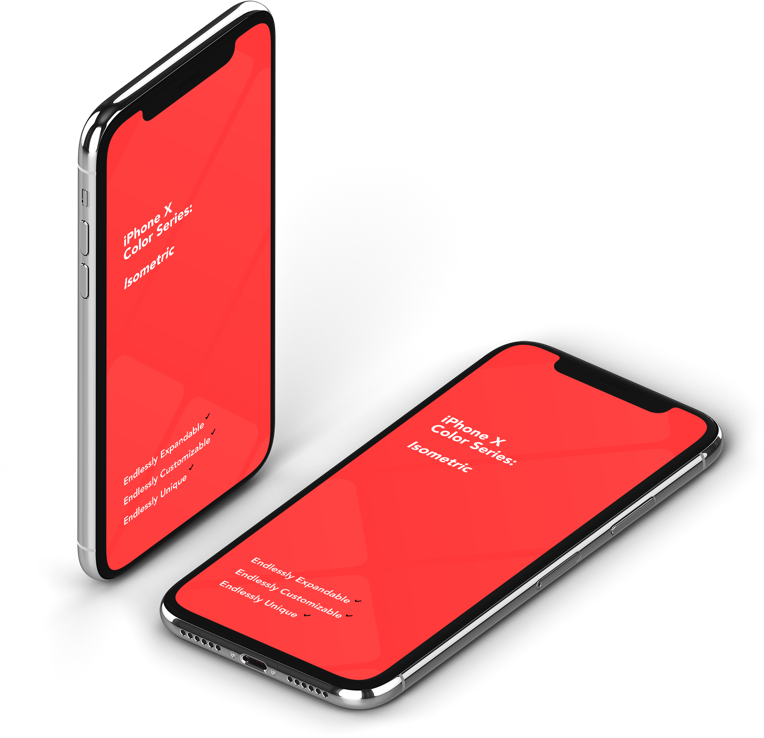 iPhone X
Color Series:
Isometric
Endlessly Expandable ✓
Endlessly Customizable ✓
Endlessly Unique ✓
iPhone X
Color Series:
Isometric
Endlessly Expandable ✓
Endlessly Customizable ✓
Endlessly Unique ✓